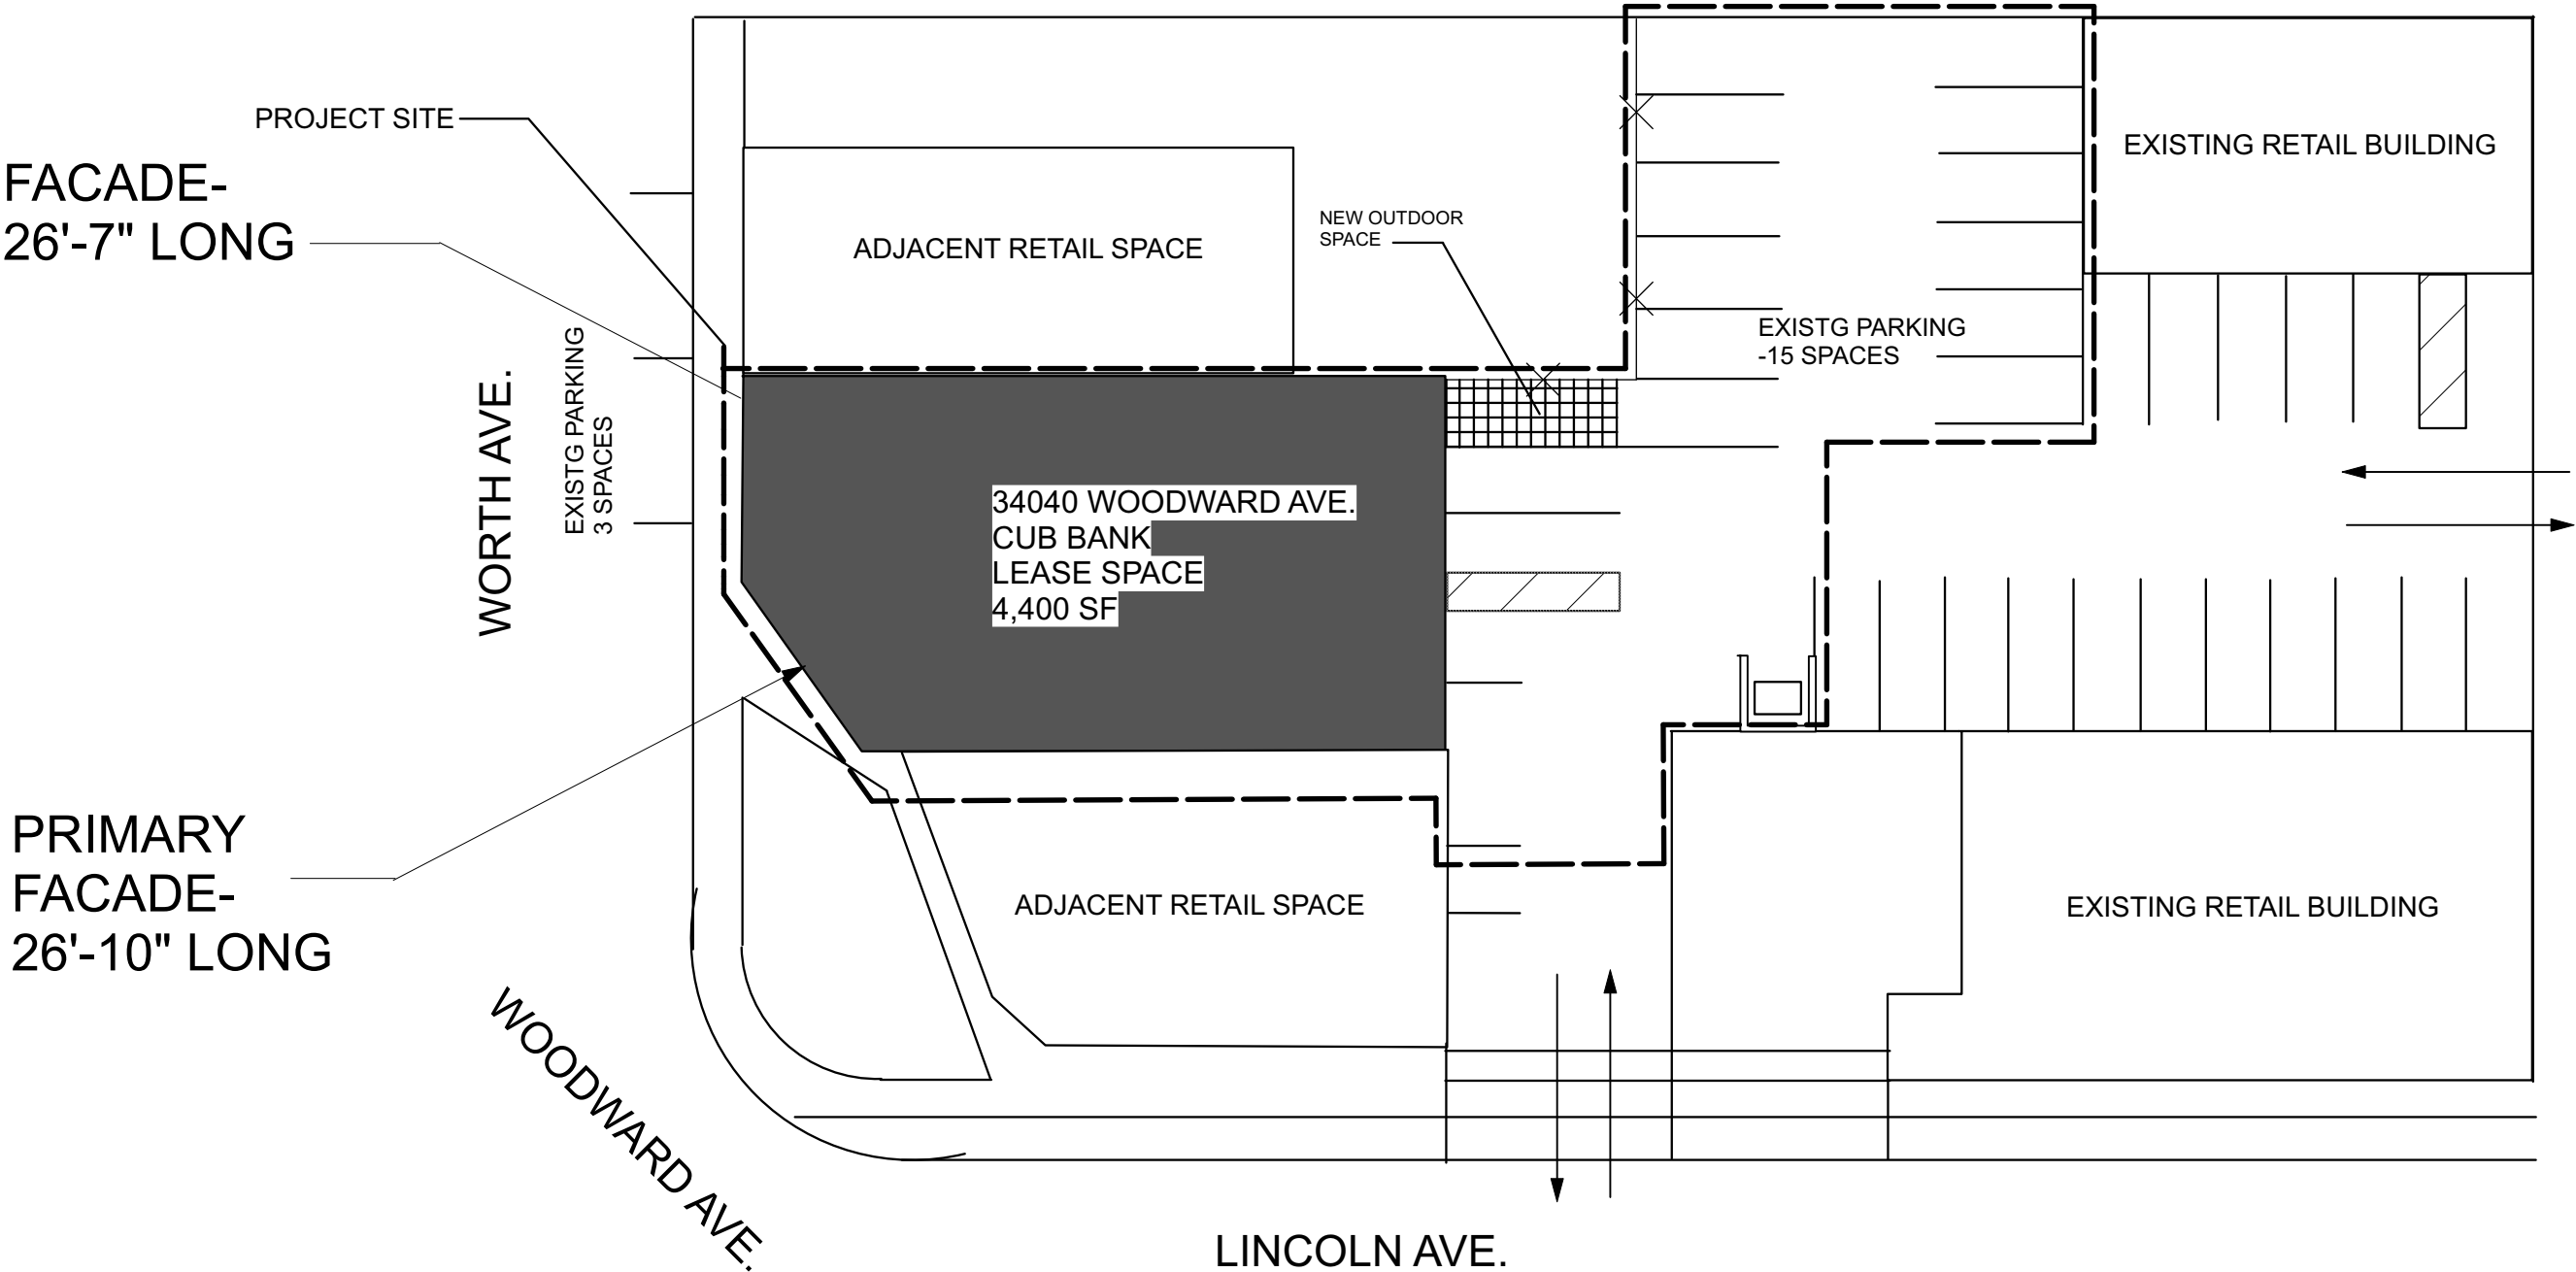 PROJECT SITE
FACADE-
26'-7" LONG
EXISTING RETAIL BUILDING
ADJACENT RETAIL SPACE
NEW OUTDOOR
SPACE
EXISTG PARKING
-15 SPACES
WORTH AVE.
EXISTG PARKING
3 SPACES
34040 WOODWARD AVE.
CUB BANK
LEASE SPACE
4,400 SF
PRIMARY
FACADE-
26'-10" LONG
ADJACENT RETAIL SPACE
EXISTING RETAIL BUILDING
WOODWARD AVE.
LINCOLN AVE.